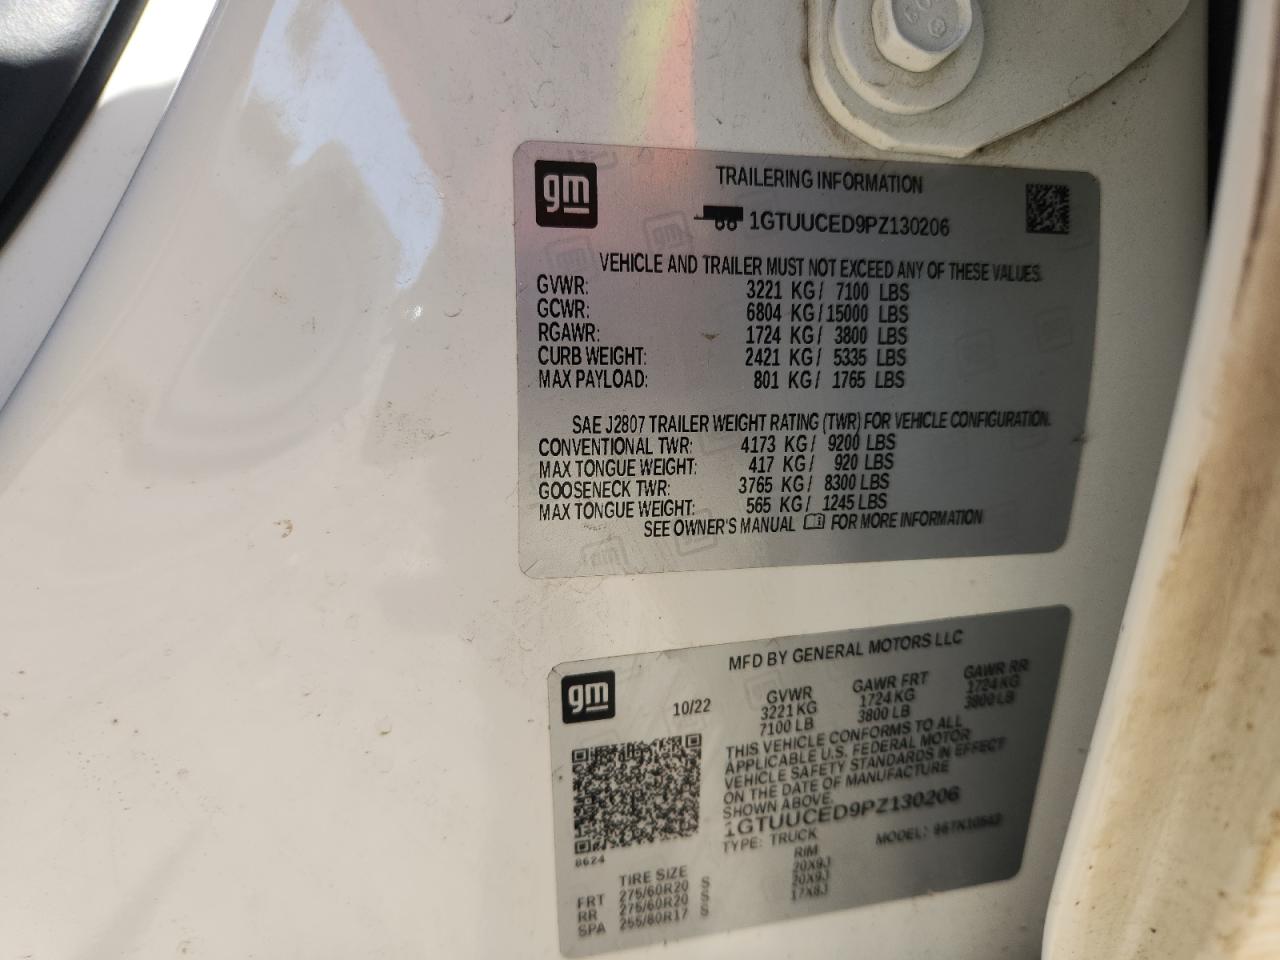 gm
TRAILERING INFORMATION
1GTUUCED9PZ130206
VEHICLE AND TRAILER MUST NOT EXCEED ANY OF THESE VALUES.
GVWR: 3221 KG/ 7100 LBS
GCWR: 6804 KG/15000 LBS
RGAWR: 1724 KG/ 3800 LBS
CURB WEIGHT: 2421 KG/ 5335 LBS
MAX PAYLOAD: 801 KG/ 1765 LBS
SAE J2807 TRAILER WEIGHT RATING (TWR) FOR VEHICLE CONFIGURATION.
CONVENTIONAL TWR: 4173 KG/ 9200 LBS
MAX TONGUE WEIGHT: 417 KG/ 920 LBS
GOOSENECK TWR: 3765 KG/ 8300 LBS
MAX TONGUE WEIGHT: 565 KG/ 1245 LBS
SEE OWNER'S MANUAL FOR MORE INFORMATION
gm
MFD BY GENERAL MOTORS LLC
10/22
GVWR GAWR FRT GAWR RR
3221 KG 1724 KG 1724 KG
7100 LB 3800 LB 3800 LB
THIS VEHICLE CONFORMS TO ALL
APPLICABLE U.S. FEDERAL MOTOR
VEHICLE SAFETY STANDARDS IN EFFECT
ON THE DATE OF MANUFACTURE
SHOWN ABOVE.
1GTUUCED9PZ130206
TYPE: TRUCK MODEL:
8624
TIRE SIZE RIM
FRT 275/60R20 S 20X9J
RR 275/60R20 S 20X9J
SPA 255/80R17 S 17X8J